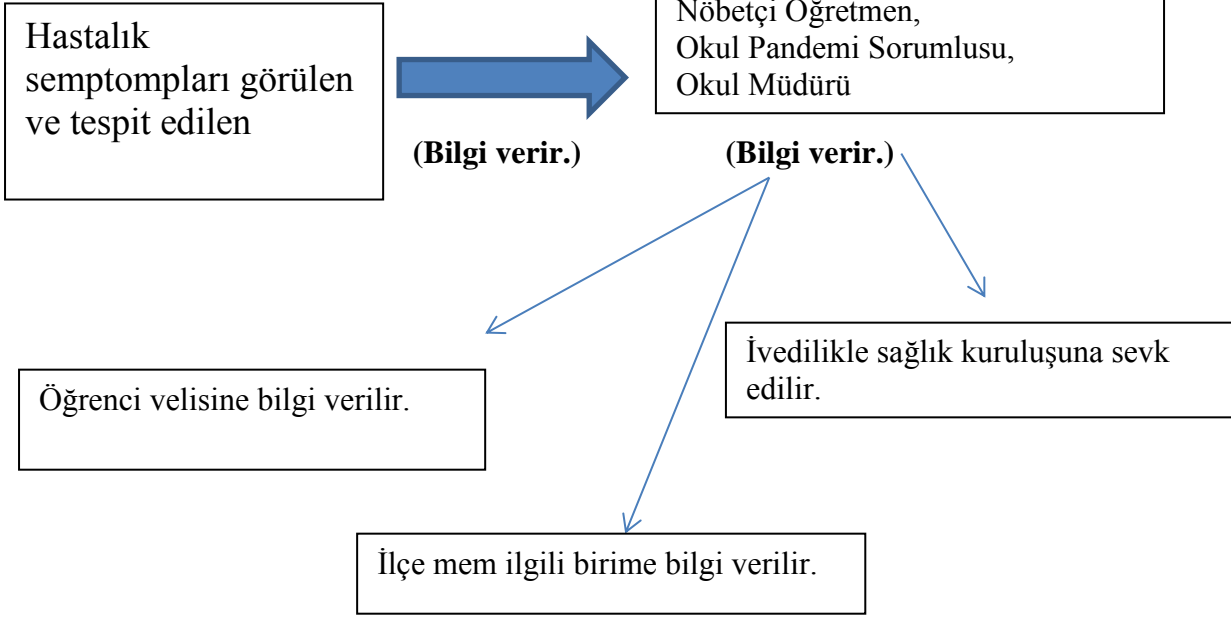 Nöbetçi Öğretmen,
Okul Pandemi Sorumlusu,
Okul Müdürü
Hastalık
semptompları görülen
ve tespit edilen
(Bilgi verir.)
(Bilgi verir.)
İvedilikle sağlık kuruluşuna sevk
edilir.
Öğrenci velisine bilgi verilir.
İlçe mem ilgili birime bilgi verilir.